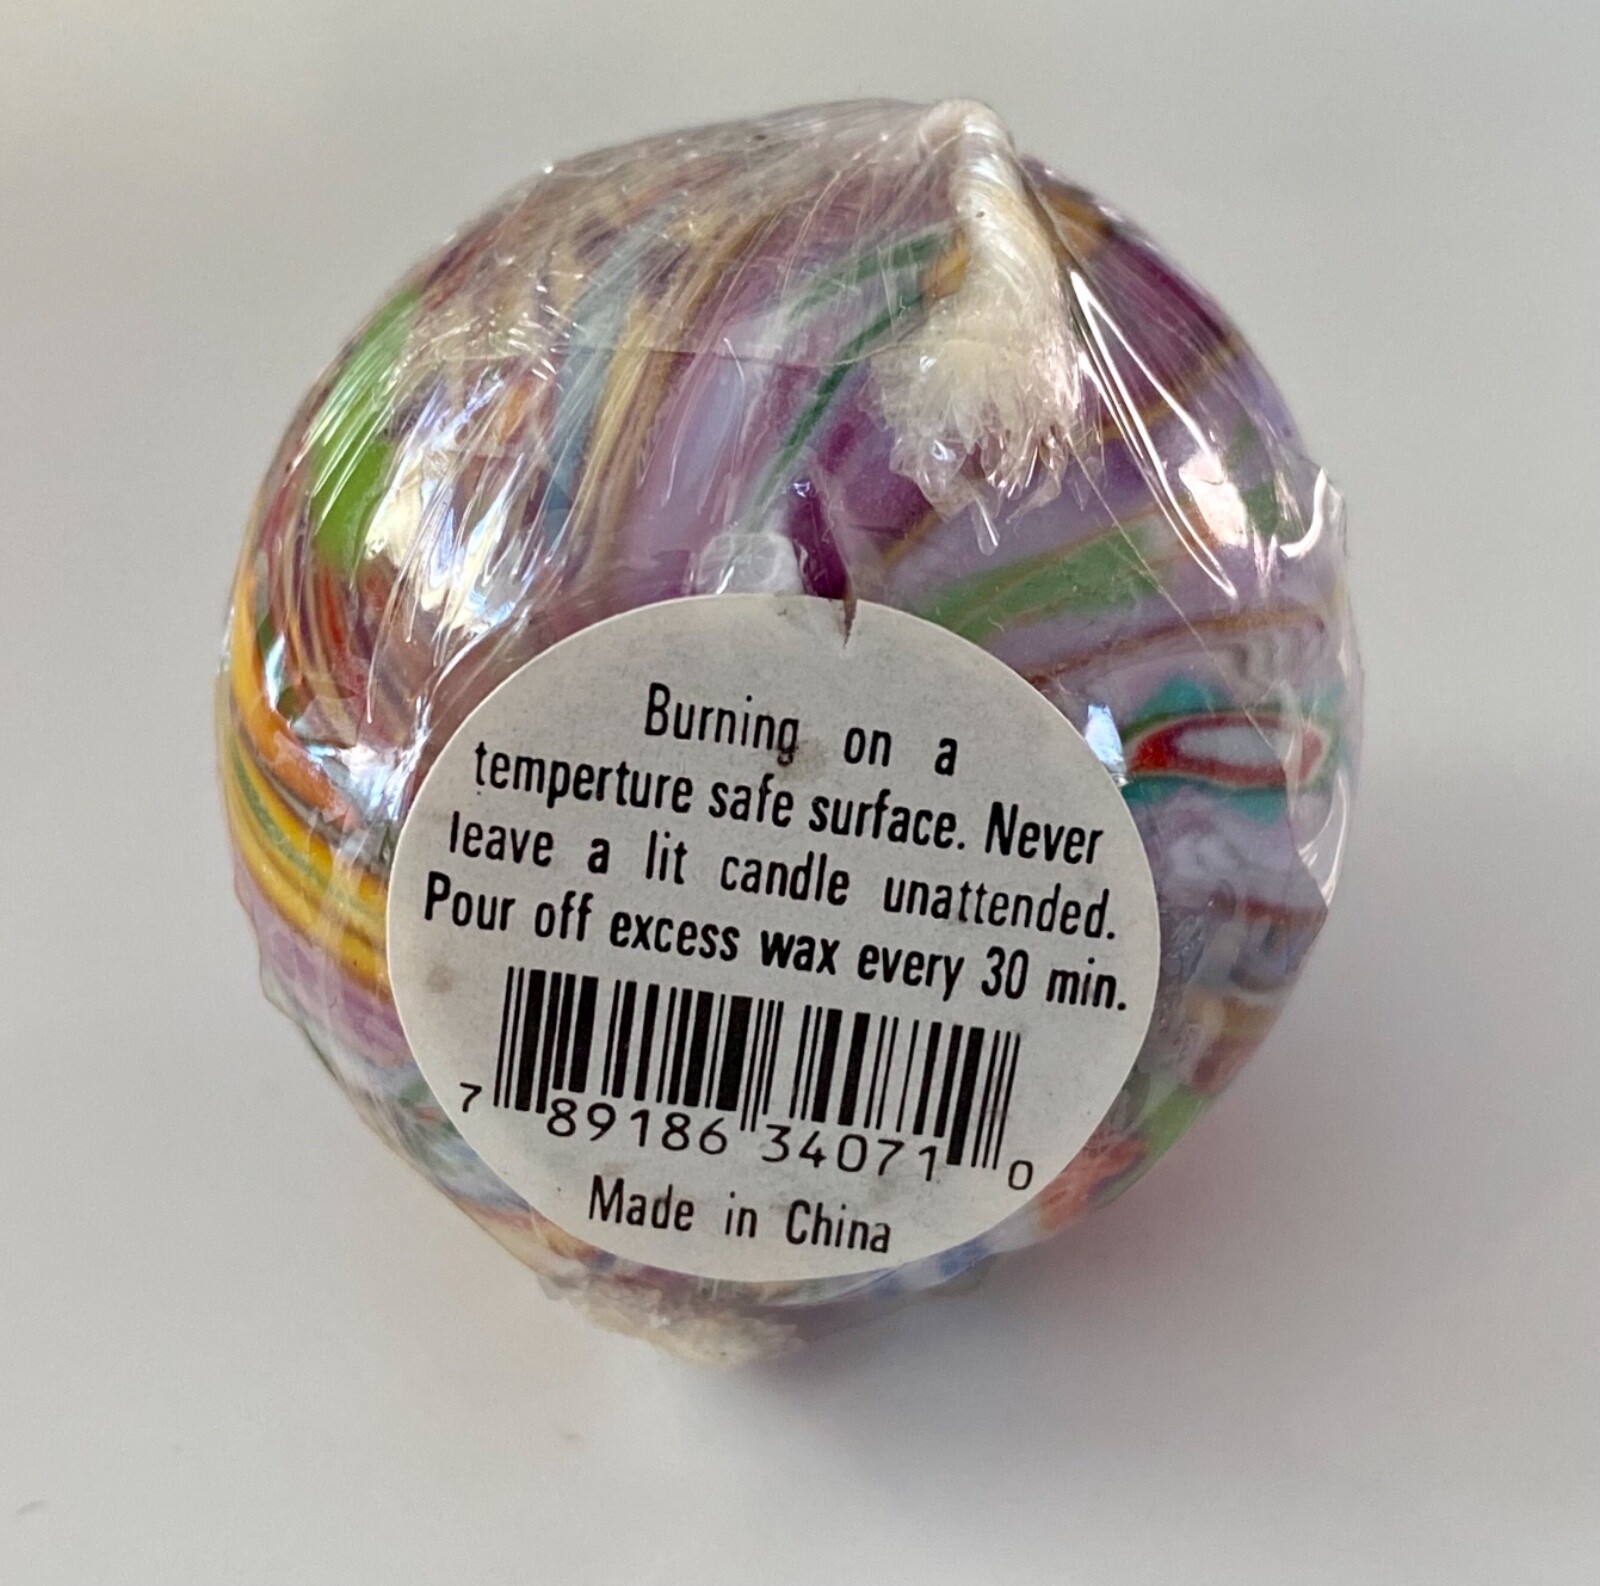 Burning on a
temperture safe surface. Never
leave a lit candle unattended.
Pour off excess wax every 30 min.
7 89186 34071 0
Made in China